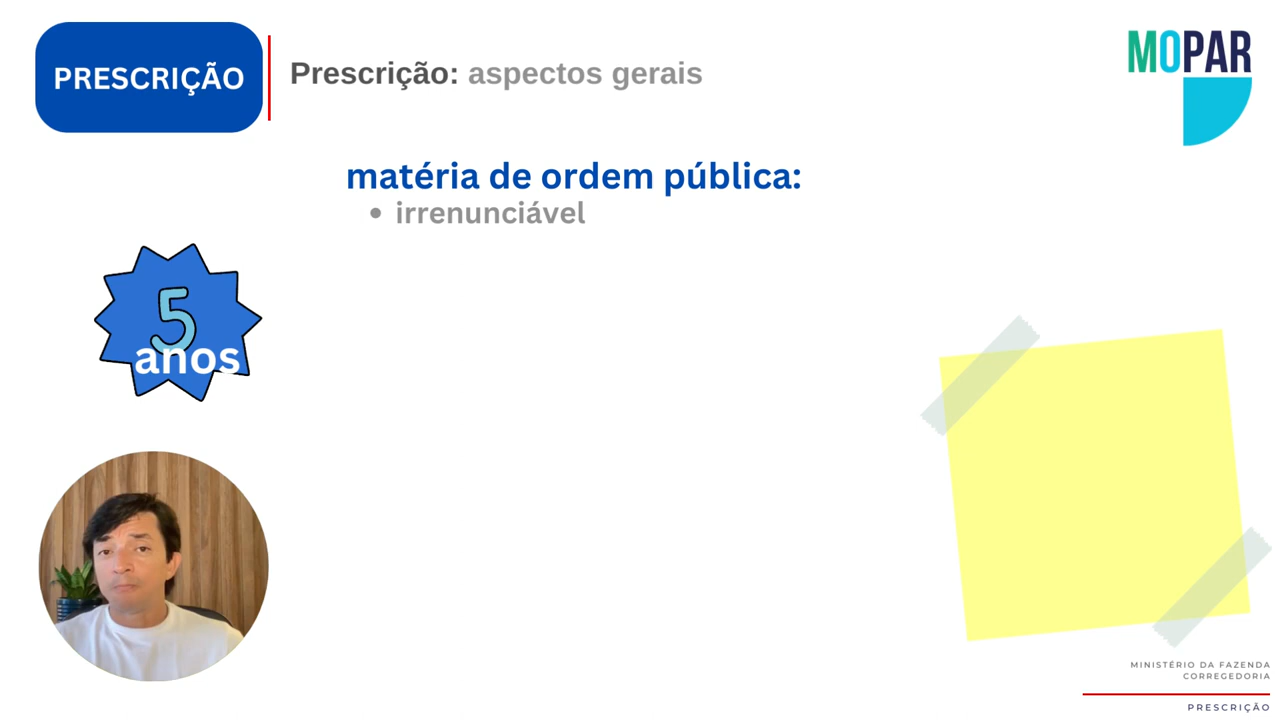 PRESCRIÇÃO
Prescrição: aspectos gerais
MOPAR
matéria de ordem pública:
• irrenunciável
5
anos
MINISTÉRIO DA FAZENDA
CORREGEDORIA
PRESCRIÇÃO